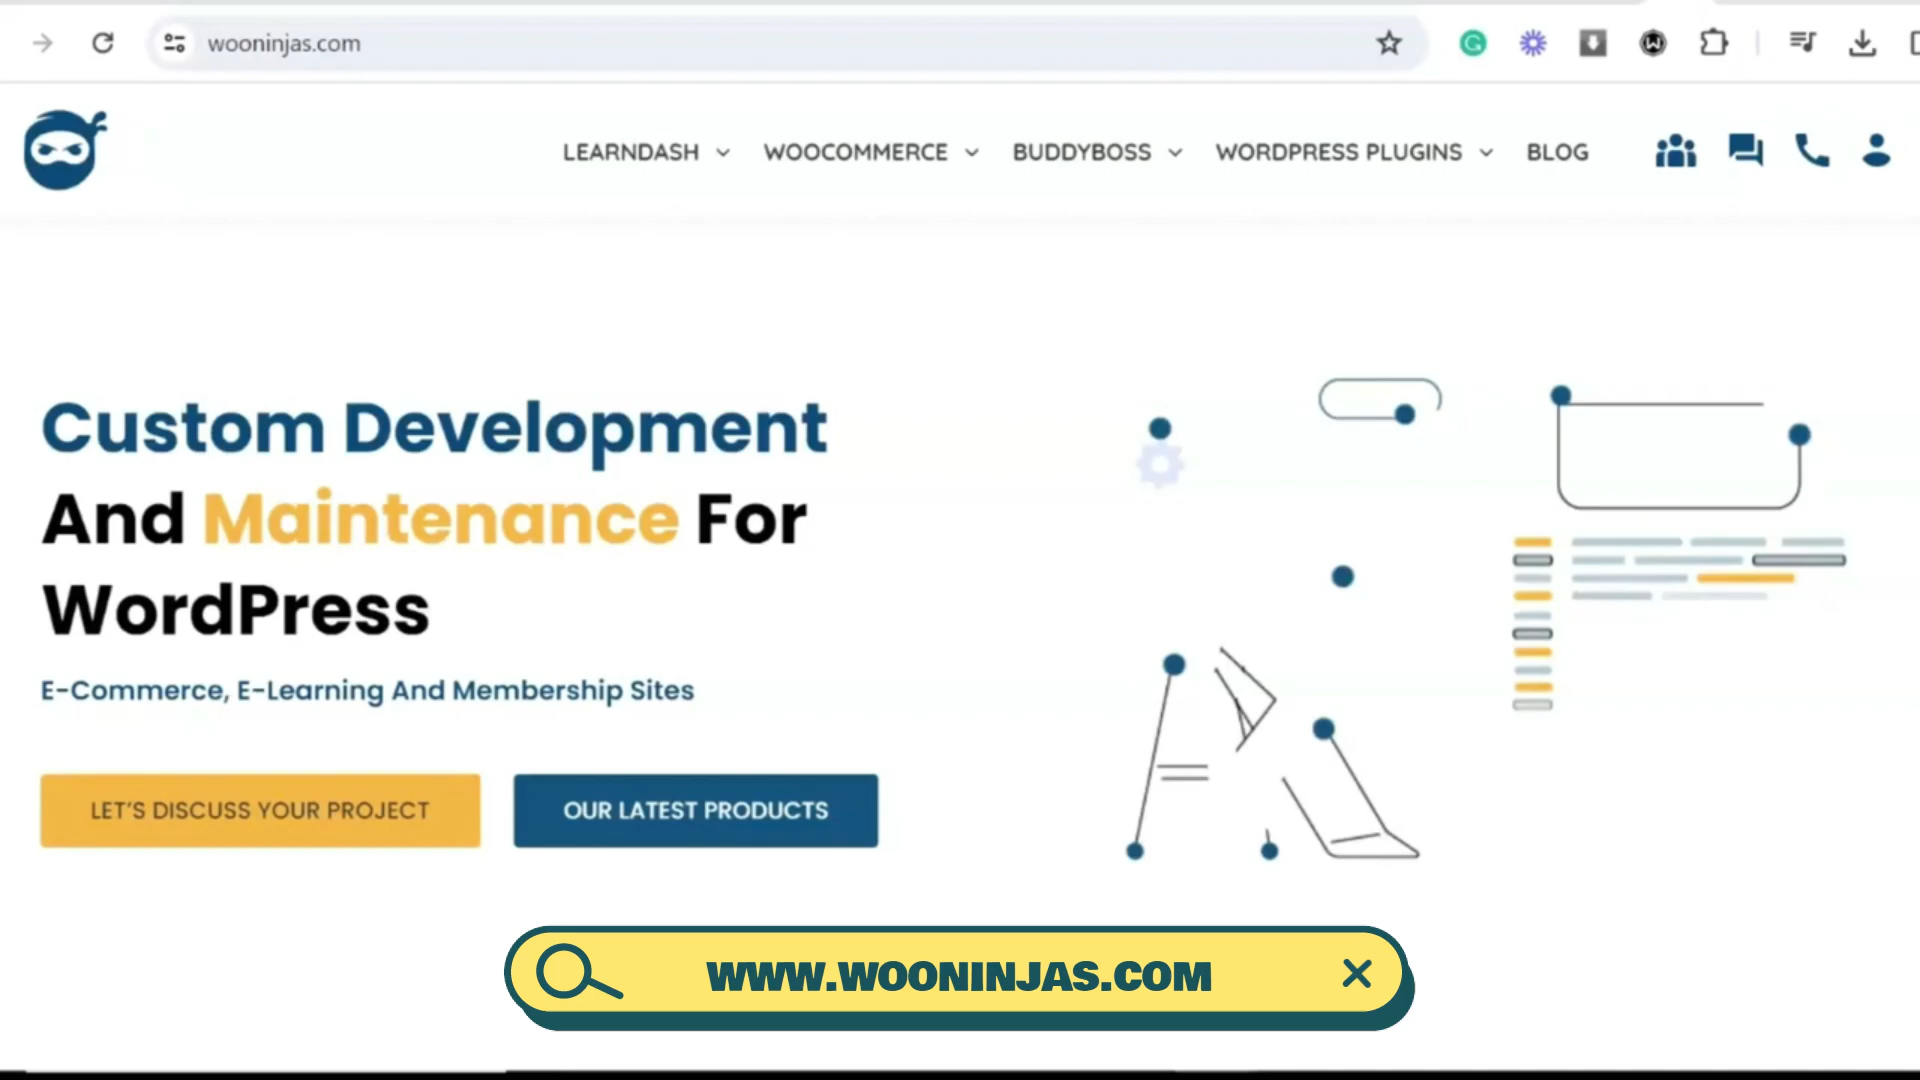 wooninjas.com
LEARNDASH WOOCOMMERCE BUDDYBOSS WORDPRESS PLUGINS BLOG
Custom Development
And Maintenance For
WordPress
E-Commerce, E-Learning And Membership Sites
LET'S DISCUSS YOUR PROJECT OUR LATEST PRODUCTS
WWW.WOONINJAS.COM